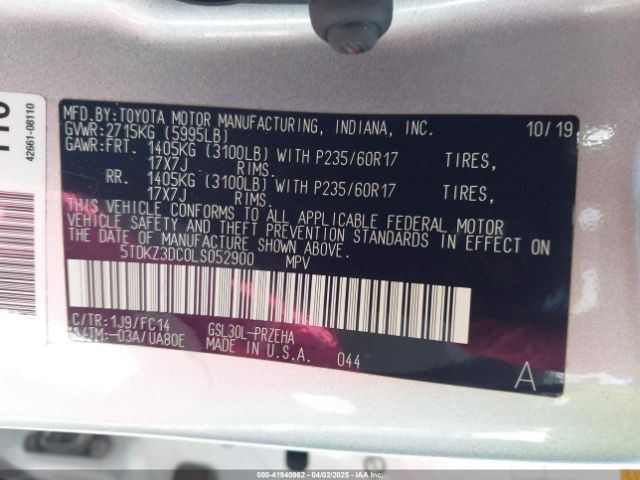 42661-08110
MFD.BY:TOYOTA MOTOR MANUFACTURING, INDIANA, INC. 10/19
GVWR:2715KG (5995LB)
GAWR:FRT. 1405KG (3100LB) WITH P235/60R17 TIRES,
17X7J RIMS.
RR. 1405KG (3100LB) WITH P235/60R17 TIRES,
17X7J RIMS.
THIS VEHICLE CONFORMS TO ALL APPLICABLE FEDERAL MOTOR
VEHICLE SAFETY AND THEFT PREVENTION STANDARDS IN EFFECT ON
THE DATE OF MANUFACTURE SHOWN ABOVE.
5TDKZ3DC0LS052900 MPV
C/TR:1J9/FC14 GSL30L-PRZEHA
A/TM:-03A/UA80E MADE IN U.S.A. 044
A
000-41940962 - 04/02/2025 - IAA VEHICLE